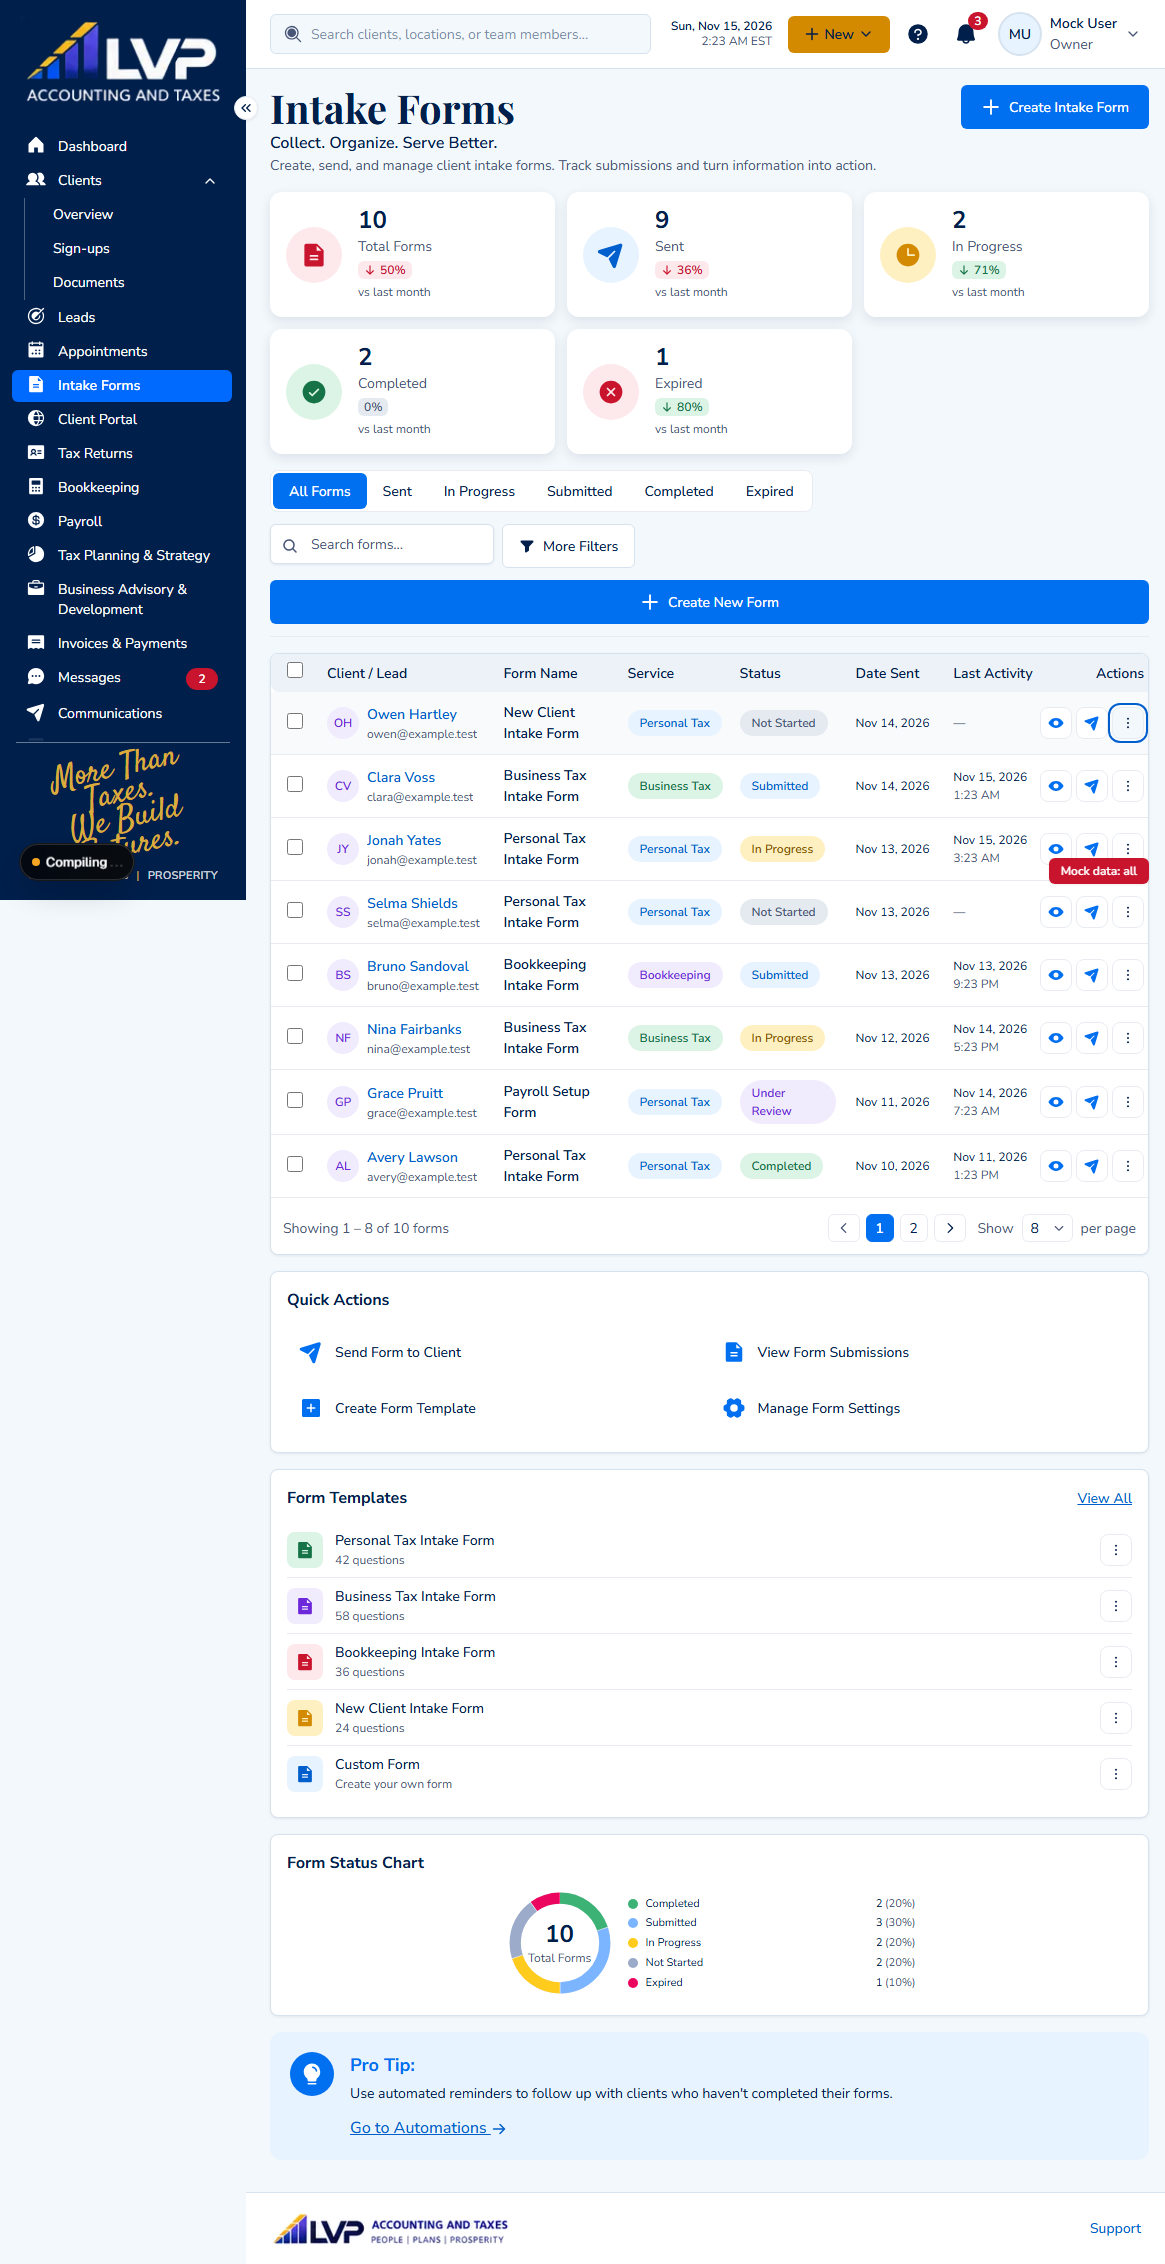 LVP
ACCOUNTING AND TAXES
Dashboard
Clients
Overview
Sign-ups
Documents
Leads
Appointments
Intake Forms
Client Portal
Tax Returns
Bookkeeping
Payroll
Tax Planning & Strategy
Business Advisory &
Development
Invoices & Payments
Messages 2
Communications
More Than
Taxes.
We Build
Compiling...
| PROSPERITY
Search clients, locations, or team members...
Sun, Nov 15, 2026
2:23 AM EST
New
3
MU
Mock User
Owner
Intake Forms
Create Intake Form
Collect. Organize. Serve Better.
Create, send, and manage client intake forms. Track submissions and turn information into action.
10
Total Forms
↓ 50%
vs last month
9
Sent
↓ 36%
vs last month
2
In Progress
↓ 71%
vs last month
2
Completed
0%
vs last month
1
Expired
↓ 80%
vs last month
All Forms Sent In Progress Submitted Completed Expired
Search forms...
More Filters
Create New Form
Client / Lead Form Name Service Status Date Sent Last Activity Actions
OH Owen Hartley owen@example.test New Client Intake Form Personal Tax Not Started Nov 14, 2026 —
CV Clara Voss clara@example.test Business Tax Intake Form Business Tax Submitted Nov 14, 2026 Nov 15, 2026 1:23 AM
JY Jonah Yates jonah@example.test Personal Tax Intake Form Personal Tax In Progress Nov 13, 2026 Nov 15, 2026 3:23 AM
Mock data: all
SS Selma Shields selma@example.test Personal Tax Intake Form Personal Tax Not Started Nov 13, 2026 —
BS Bruno Sandoval bruno@example.test Bookkeeping Intake Form Bookkeeping Submitted Nov 13, 2026 Nov 13, 2026 9:23 PM
NF Nina Fairbanks nina@example.test Business Tax Intake Form Business Tax In Progress Nov 12, 2026 Nov 14, 2026 5:23 PM
GP Grace Pruitt grace@example.test Payroll Setup Form Personal Tax Under Review Nov 11, 2026 Nov 14, 2026 7:23 AM
AL Avery Lawson avery@example.test Personal Tax Intake Form Personal Tax Completed Nov 10, 2026 Nov 11, 2026 1:23 PM
Showing 1 – 8 of 10 forms
1 2 Show 8 per page
Quick Actions
Send Form to Client
View Form Submissions
Create Form Template
Manage Form Settings
Form Templates
View All
Personal Tax Intake Form
42 questions
Business Tax Intake Form
58 questions
Bookkeeping Intake Form
36 questions
New Client Intake Form
24 questions
Custom Form
Create your own form
Form Status Chart
10
Total Forms
Completed 2 (20%)
Submitted 3 (30%)
In Progress 2 (20%)
Not Started 2 (20%)
Expired 1 (10%)
Pro Tip:
Use automated reminders to follow up with clients who haven't completed their forms.
Go to Automations →
LVP ACCOUNTING AND TAXES
PEOPLE | PLANS | PROSPERITY
Support